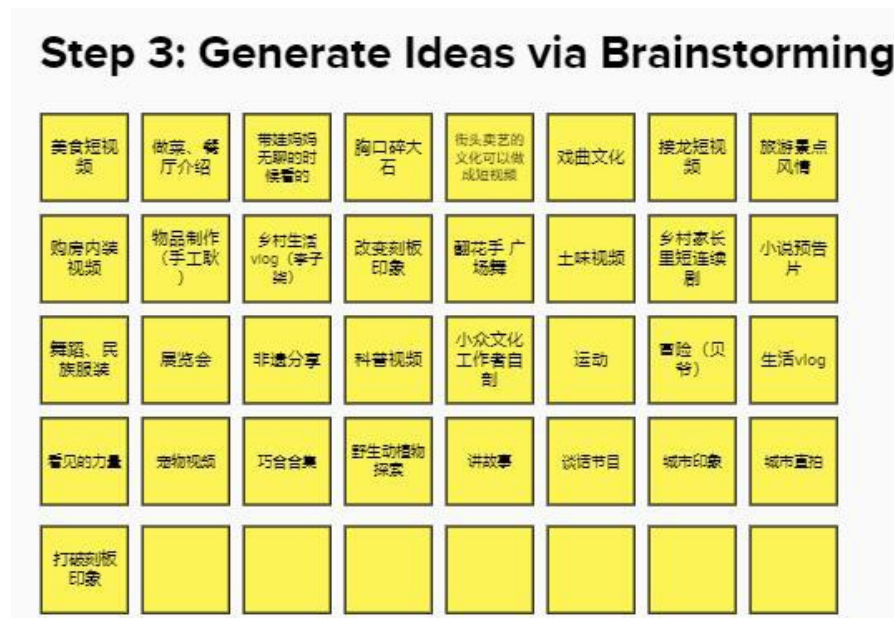 Step 3: Generate Ideas via Brainstorming
美食短视
频
做菜、餐
厅介绍
带娃妈妈
无聊的时
候看的
胸口碎大
石
街头卖艺的
文化可以做
成短视频
戏曲文化
接龙短视
频
旅游景点
风情
购房内装
视频
物品制作
（手工耿
）
乡村生活
vlog（李子
柒）
改变刻板
印象
翻花手 广
场舞
土味视频
乡村家长
里短连续
剧
小说预告
片
舞蹈、民
族服装
展览会
非遗分享
科普视频
小众文化
工作者自
剖
运动
冒险（贝
爷）
生活vlog
看见的力量
宠物视频
巧合合集
野生动植物
探索
讲故事
谈话节目
城市印象
城市直拍
打破刻板
印象